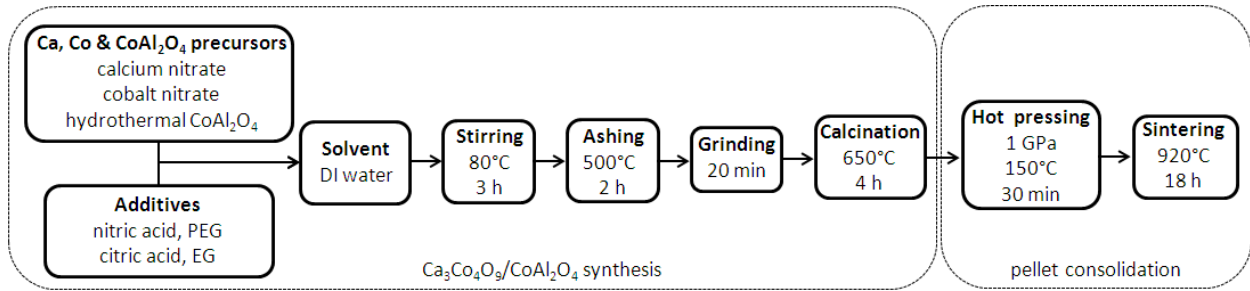 Ca, Co & CoAl₂O₄ precursors
calcium nitrate
cobalt nitrate
hydrothermal CoAl₂O₄
Additives
nitric acid, PEG
citric acid, EG
Solvent
DI water
Stirring
80°C
3 h
Ashing
500°C
2 h
Grinding
20 min
Calcination
650°C
4 h
Ca₃Co₄O₉/CoAl₂O₄ synthesis
Hot pressing
1 GPa
150°C
30 min
Sintering
920°C
18 h
pellet consolidation